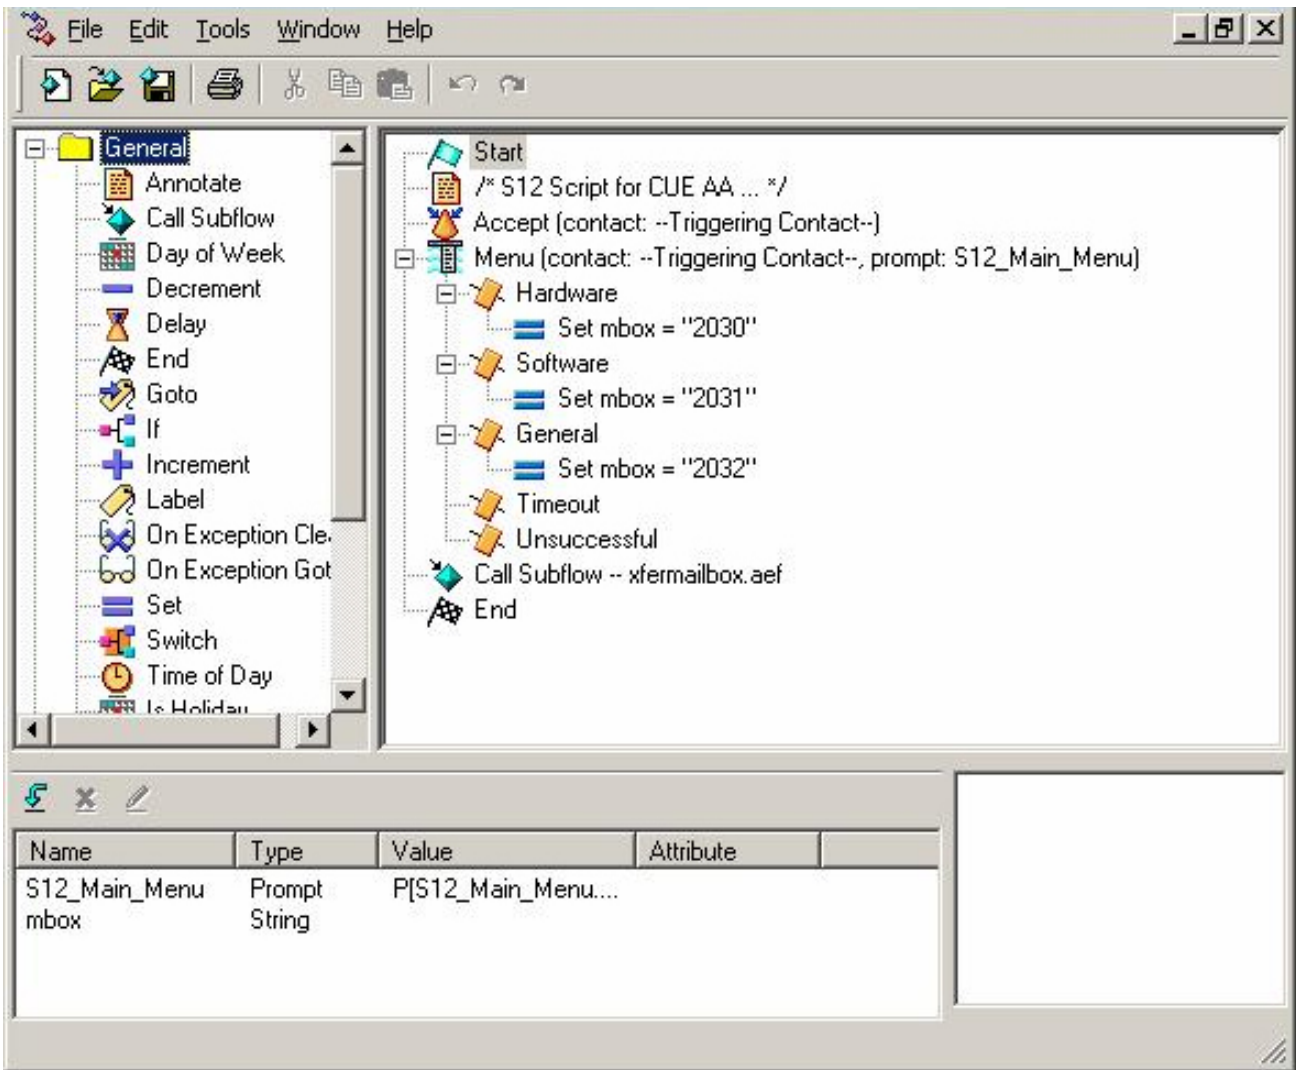 File Edit Tools Window Help
General
Annotate
Call Subflow
Day of Week
Decrement
Delay
End
Goto
If
Increment
Label
On Exception Cle
On Exception Got
Set
Switch
Time of Day
Is Holiday
Start
/* S12 Script for CUE AA ... */
Accept (contact: --Triggering Contact--)
Menu (contact: --Triggering Contact--, prompt: S12_Main_Menu)
Hardware
Set mbox = "2030"
Software
Set mbox = "2031"
General
Set mbox = "2032"
Timeout
Unsuccessful
Call Subflow -- xfermailbox.aef
End
Name Type Value Attribute
S12_Main_Menu Prompt P[S12_Main_Menu....
mbox String